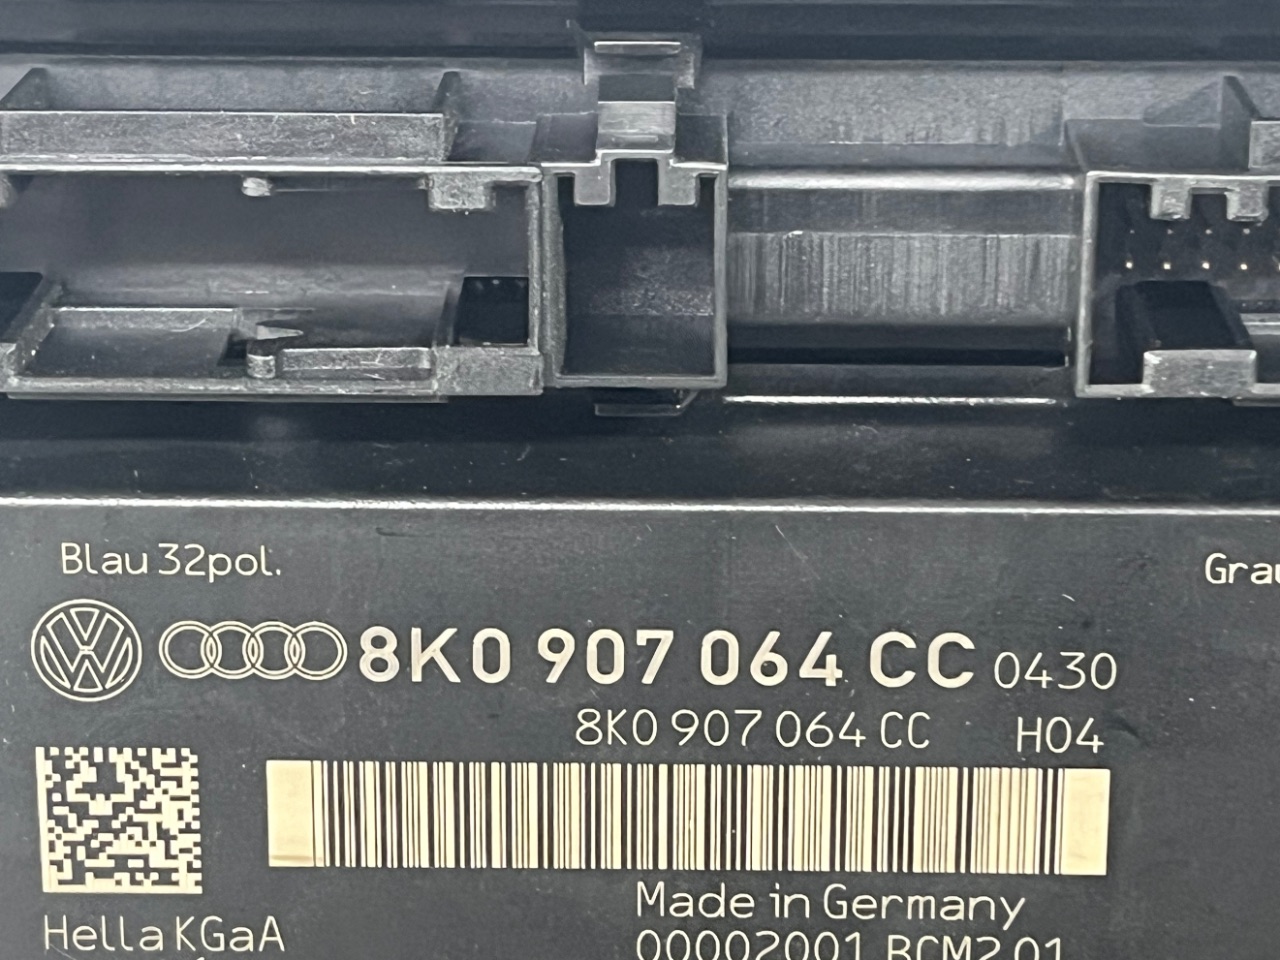 Blau 32pol.
8K0 907 064 CC 0430
8K0 907 064 CC H04
Made in Germany
Hella KGaA
00002001 BCM2 01